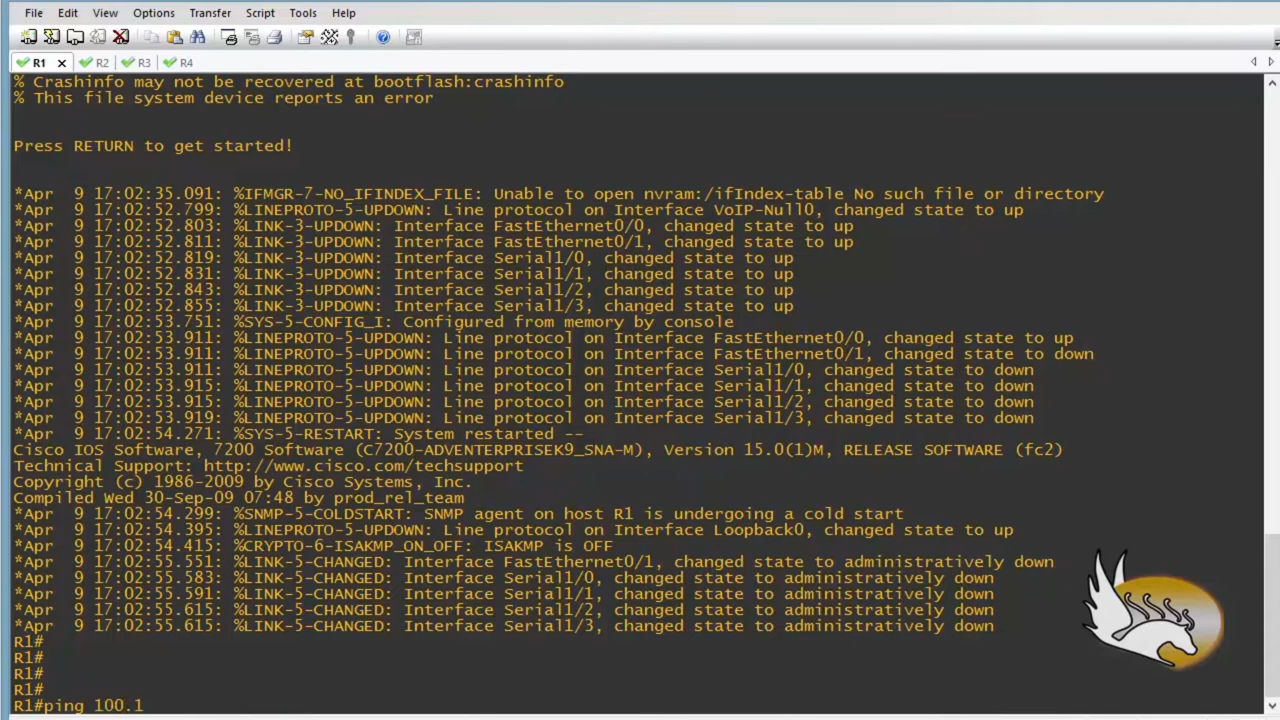 File Edit View Options Transfer Script Tools Help
R1 x R2 R3 R4
% Crashinfo may not be recovered at bootflash:crashinfo
% This file system device reports an error
Press RETURN to get started!
*Apr  9 17:02:35.091: %IFMGR-7-NO_IFINDEX_FILE: Unable to open nvram:/ifIndex-table No such file or directory
*Apr  9 17:02:52.799: %LINEPROTO-5-UPDOWN: Line protocol on Interface VoIP-Null0, changed state to up
*Apr  9 17:02:52.803: %LINK-3-UPDOWN: Interface FastEthernet0/0, changed state to up
*Apr  9 17:02:52.811: %LINK-3-UPDOWN: Interface FastEthernet0/1, changed state to up
*Apr  9 17:02:52.819: %LINK-3-UPDOWN: Interface Serial1/0, changed state to up
*Apr  9 17:02:52.831: %LINK-3-UPDOWN: Interface Serial1/1, changed state to up
*Apr  9 17:02:52.843: %LINK-3-UPDOWN: Interface Serial1/2, changed state to up
*Apr  9 17:02:52.855: %LINK-3-UPDOWN: Interface Serial1/3, changed state to up
*Apr  9 17:02:53.751: %SYS-5-CONFIG_I: Configured from memory by console
*Apr  9 17:02:53.911: %LINEPROTO-5-UPDOWN: Line protocol on Interface FastEthernet0/0, changed state to up
*Apr  9 17:02:53.911: %LINEPROTO-5-UPDOWN: Line protocol on Interface FastEthernet0/1, changed state to down
*Apr  9 17:02:53.911: %LINEPROTO-5-UPDOWN: Line protocol on Interface Serial1/0, changed state to down
*Apr  9 17:02:53.915: %LINEPROTO-5-UPDOWN: Line protocol on Interface Serial1/1, changed state to down
*Apr  9 17:02:53.915: %LINEPROTO-5-UPDOWN: Line protocol on Interface Serial1/2, changed state to down
*Apr  9 17:02:53.919: %LINEPROTO-5-UPDOWN: Line protocol on Interface Serial1/3, changed state to down
*Apr  9 17:02:54.271: %SYS-5-RESTART: System restarted --
Cisco IOS Software, 7200 Software (C7200-ADVENTERPRISEK9_SNA-M), Version 15.0(1)M, RELEASE SOFTWARE (fc2)
Technical Support: http://www.cisco.com/techsupport
Copyright (c) 1986-2009 by Cisco Systems, Inc.
Compiled Wed 30-Sep-09 07:48 by prod_rel_team
*Apr  9 17:02:54.299: %SNMP-5-COLDSTART: SNMP agent on host R1 is undergoing a cold start
*Apr  9 17:02:54.395: %LINEPROTO-5-UPDOWN: Line protocol on Interface Loopback0, changed state to up
*Apr  9 17:02:54.415: %CRYPTO-6-ISAKMP_ON_OFF: ISAKMP is OFF
*Apr  9 17:02:55.551: %LINK-5-CHANGED: Interface FastEthernet0/1, changed state to administratively down
*Apr  9 17:02:55.583: %LINK-5-CHANGED: Interface Serial1/0, changed state to administratively down
*Apr  9 17:02:55.591: %LINK-5-CHANGED: Interface Serial1/1, changed state to administratively down
*Apr  9 17:02:55.615: %LINK-5-CHANGED: Interface Serial1/2, changed state to administratively down
*Apr  9 17:02:55.615: %LINK-5-CHANGED: Interface Serial1/3, changed state to administratively down
R1#
R1#
R1#
R1#
R1#ping 100.1